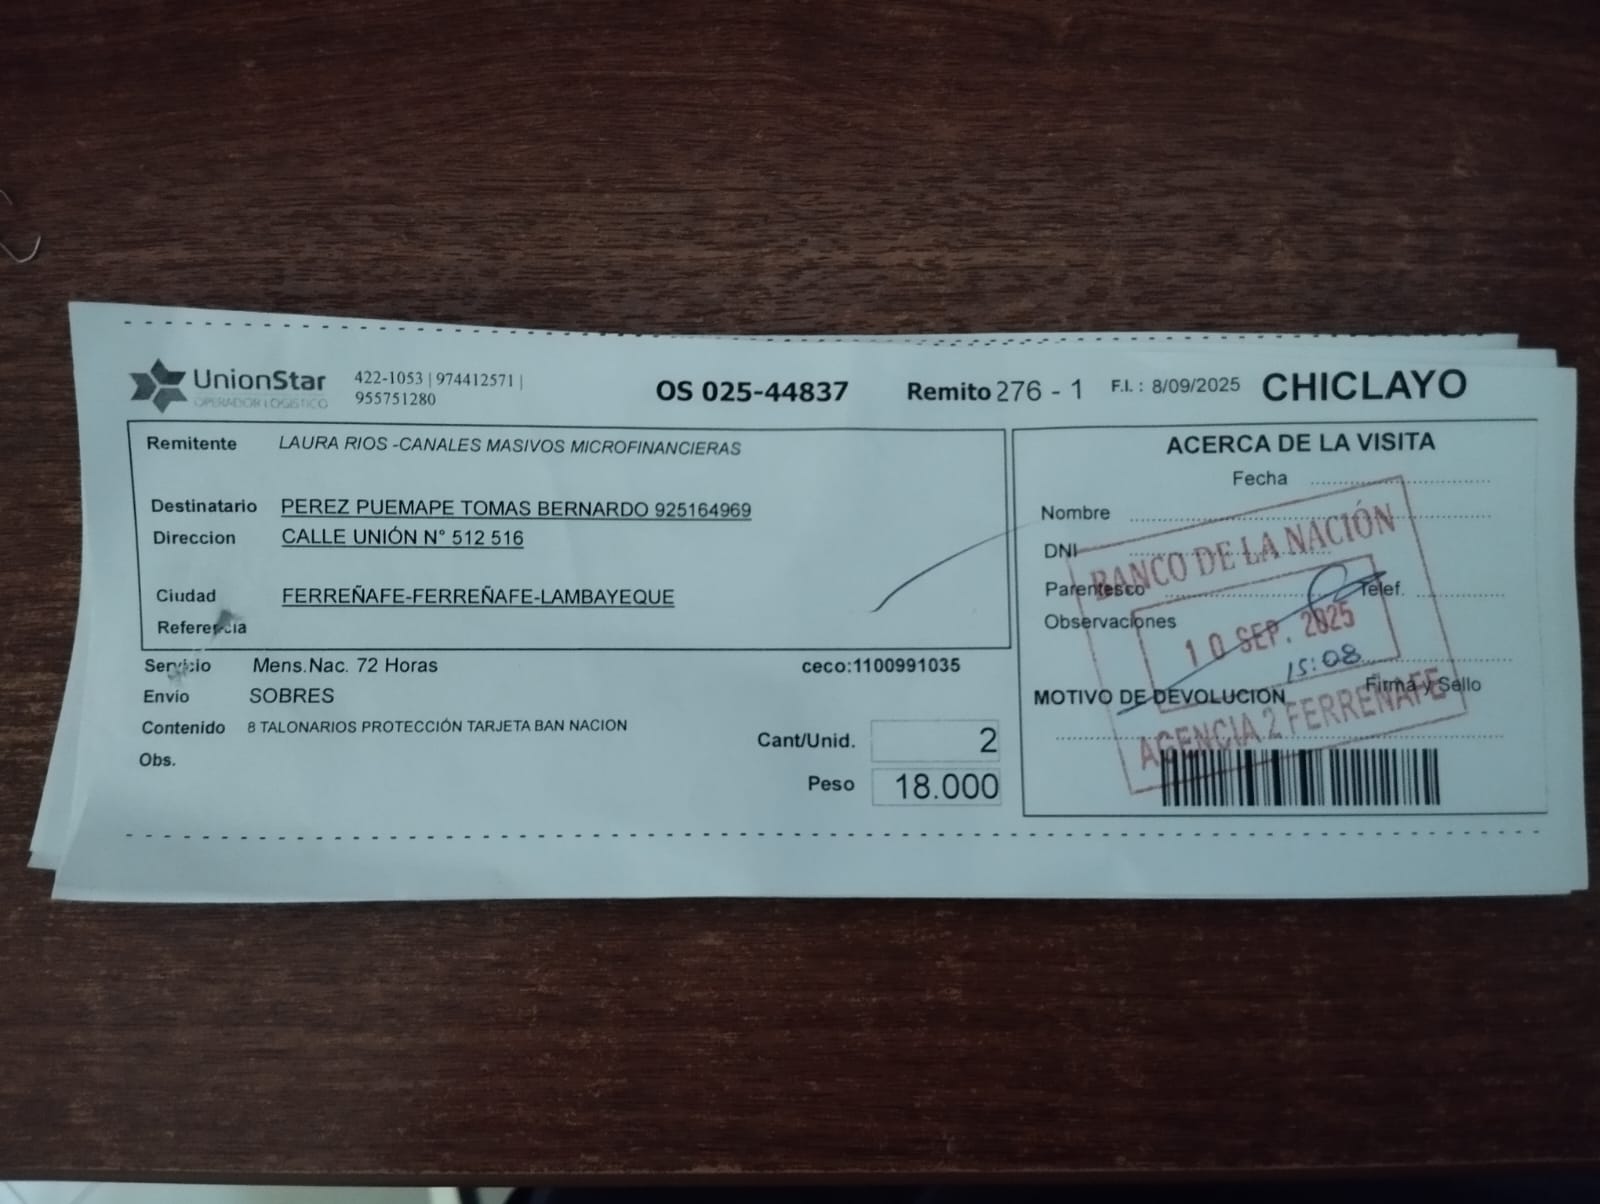 UnionStar
OPERADOR LOGISTICO
422-1053 | 974412571 |
955751280
OS 025-44837
Remito 276 - 1
F.I. : 8/09/2025
CHICLAYO
Remitente LAURA RIOS -CANALES MASIVOS MICROFINANCIERAS
Destinatario PEREZ PUEMAPE TOMAS BERNARDO 925164969
Direccion CALLE UNIÓN N° 512 516
Ciudad FERREÑAFE-FERREÑAFE-LAMBAYEQUE
Referencia
Servicio Mens.Nac. 72 Horas
ceco:1100991035
Envio SOBRES
Contenido 8 TALONARIOS PROTECCIÓN TARJETA BAN NACION
Obs.
Cant/Unid. 2
Peso 18.000
ACERCA DE LA VISITA
Fecha
Nombre
DNI
Parentesco
Telef.
Observaciones
Firma y Sello
MOTIVO DE DEVOLUCION
BANCO DE LA NACIÓN
10 SEP. 2025
15:08
AGENCIA 2 FERREÑAFE